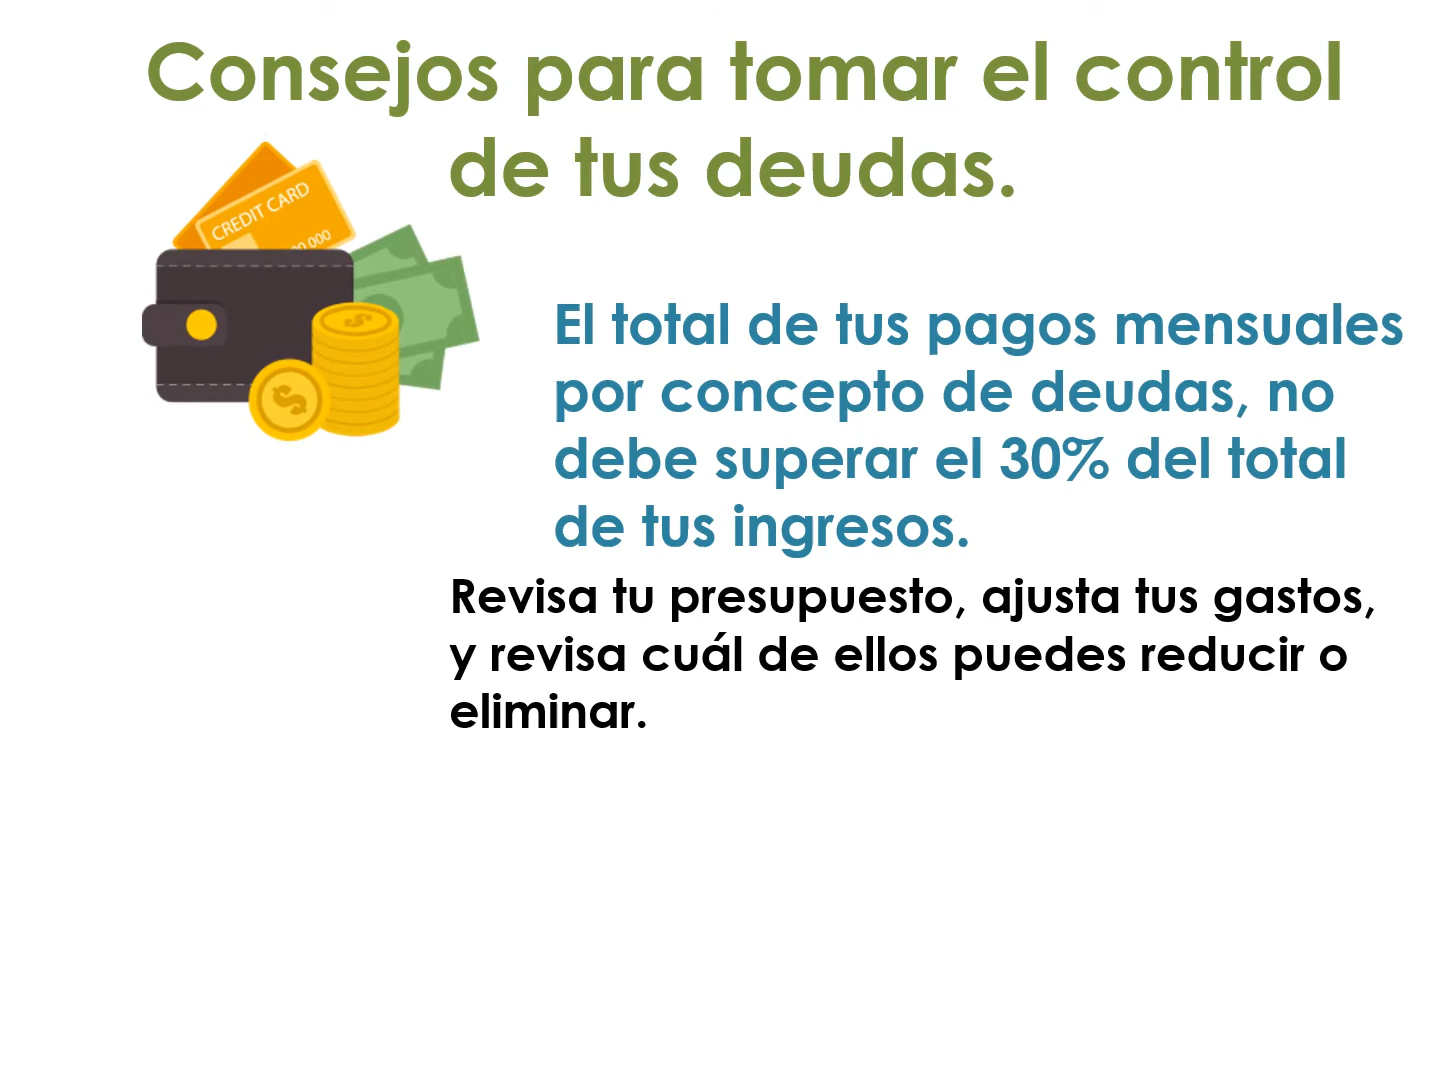 Consejos para tomar el control
de tus deudas.
CREDIT CARD
00 000
El total de tus pagos mensuales
por concepto de deudas, no
debe superar el 30% del total
de tus ingresos.
Revisa tu presupuesto, ajusta tus gastos,
y revisa cuál de ellos puedes reducir o
eliminar.